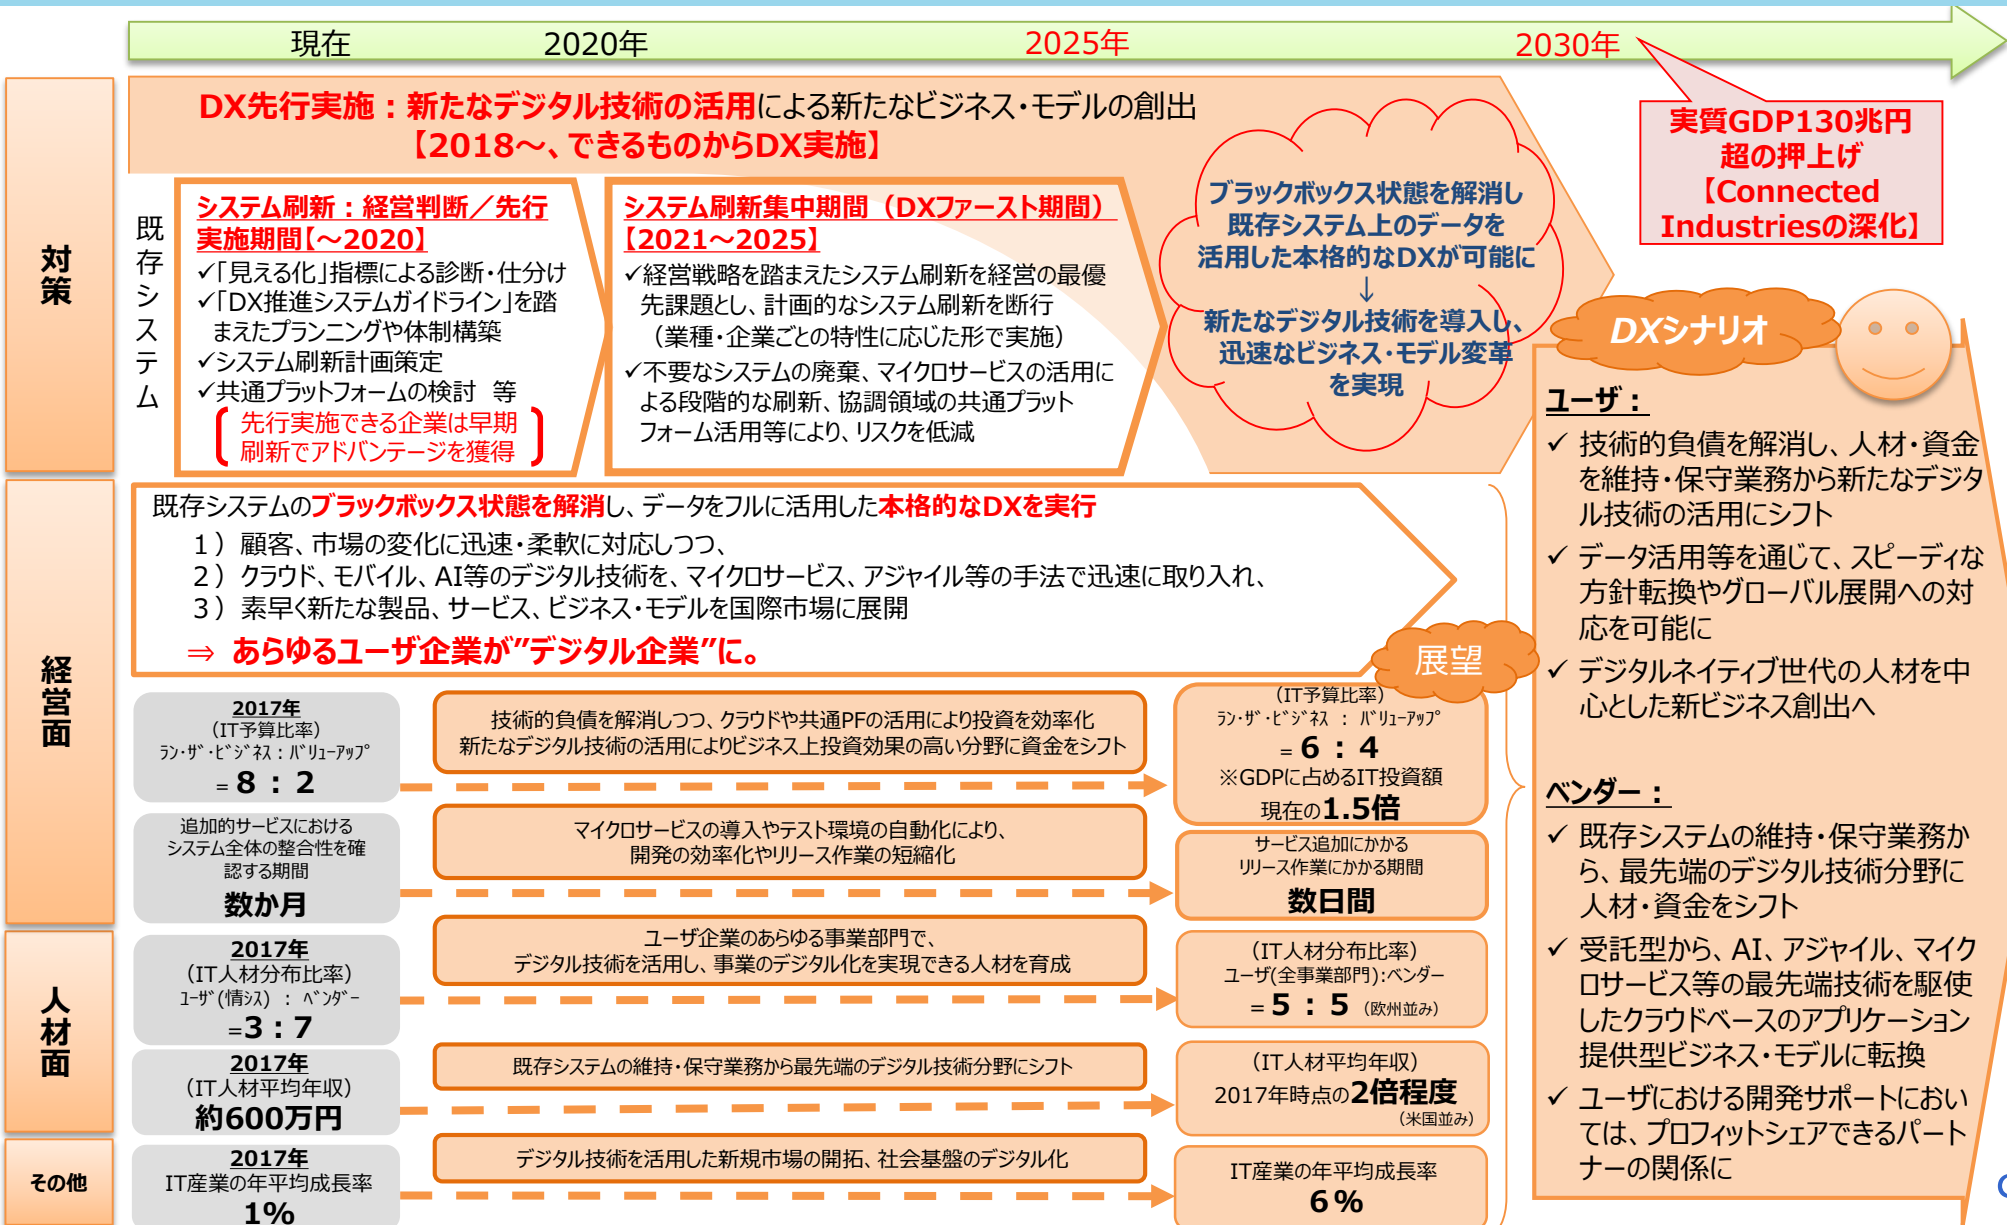 現在
2020年
2025年
2030年
対策
DX先行実施：新たなデジタル技術の活用による新たなビジネス・モデルの創出
【2018～、できるものからDX実施】
実質GDP130兆円
超の押上げ
【Connected
Industriesの深化】
既存システム
システム刷新：経営判断／先行
実施期間【～2020】
✓「見える化」指標による診断・仕分け
✓「DX推進システムガイドライン」を踏
まえたプランニングや体制構築
✓システム刷新計画策定
✓共通プラットフォームの検討　等
先行実施できる企業は早期
刷新でアドバンテージを獲得
システム刷新集中期間（DXファースト期間）
【2021～2025】
✓経営戦略を踏まえたシステム刷新を経営の最優
先課題とし、計画的なシステム刷新を断行
（業種・企業ごとの特性に応じた形で実施）
✓不要なシステムの廃棄、マイクロサービスの活用に
よる段階的な刷新、協調領域の共通プラット
フォーム活用等により、リスクを低減
ブラックボックス状態を解消し
既存システム上のデータを
活用した本格的なDXが可能に
↓
新たなデジタル技術を導入し、
迅速なビジネス・モデル変革
を実現
DXシナリオ
ユーザ：
✓ 技術的負債を解消し、人材・資金
を維持・保守業務から新たなデジタ
ル技術の活用にシフト
✓ データ活用等を通じて、スピーディな
方針転換やグローバル展開への対
応を可能に
✓ デジタルネイティブ世代の人材を中
心とした新ビジネス創出へ
ベンダー：
✓ 既存システムの維持・保守業務か
ら、最先端のデジタル技術分野に
人材・資金をシフト
✓ 受託型から、AI、アジャイル、マイク
ロサービス等の最先端技術を駆使
したクラウドベースのアプリケーション
提供型ビジネス・モデルに転換
✓ ユーザにおける開発サポートにおい
ては、プロフィットシェアできるパート
ナーの関係に
経営面
既存システムのブラックボックス状態を解消し、データをフルに活用した本格的なDXを実行
１）顧客、市場の変化に迅速・柔軟に対応しつつ、
２）クラウド、モバイル、AI等のデジタル技術を、マイクロサービス、アジャイル等の手法で迅速に取り入れ、
３）素早く新たな製品、サービス、ビジネス・モデルを国際市場に展開
⇒ あらゆるユーザ企業が”デジタル企業”に。
展望
2017年
（IT予算比率）
ﾗﾝ・ｻﾞ・ﾋﾞｼﾞﾈｽ：ﾊﾞﾘｭｰｱｯﾌﾟ
= 8：2
技術的負債を解消しつつ、クラウドや共通PFの活用により投資を効率化
新たなデジタル技術の活用によりビジネス上投資効果の高い分野に資金をシフト
（IT予算比率）
ﾗﾝ・ｻﾞ・ﾋﾞｼﾞﾈｽ ： ﾊﾞﾘｭｰｱｯﾌﾟ
= 6：4
※GDPに占めるIT投資額
現在の1.5倍
追加的サービスにおける
システム全体の整合性を確
認する期間
数か月
マイクロサービスの導入やテスト環境の自動化により、
開発の効率化やリリース作業の短縮化
サービス追加にかかる
リリース作業にかかる期間
数日間
人材面
2017年
（IT人材分布比率）
ﾕｰｻﾞ(情ｼｽ) ： ﾍﾞﾝﾀﾞｰ
=3：7
ユーザ企業のあらゆる事業部門で、
デジタル技術を活用し、事業のデジタル化を実現できる人材を育成
（IT人材分布比率）
ユーザ(全事業部門):ベンダー
= 5：5（欧州並み）
2017年
（IT人材平均年収）
約600万円
既存システムの維持・保守業務から最先端のデジタル技術分野にシフト
（IT人材平均年収）
2017年時点の2倍程度
（米国並み）
その他
2017年
IT産業の年平均成長率
1%
デジタル技術を活用した新規市場の開拓、社会基盤のデジタル化
IT産業の年平均成長率
6%